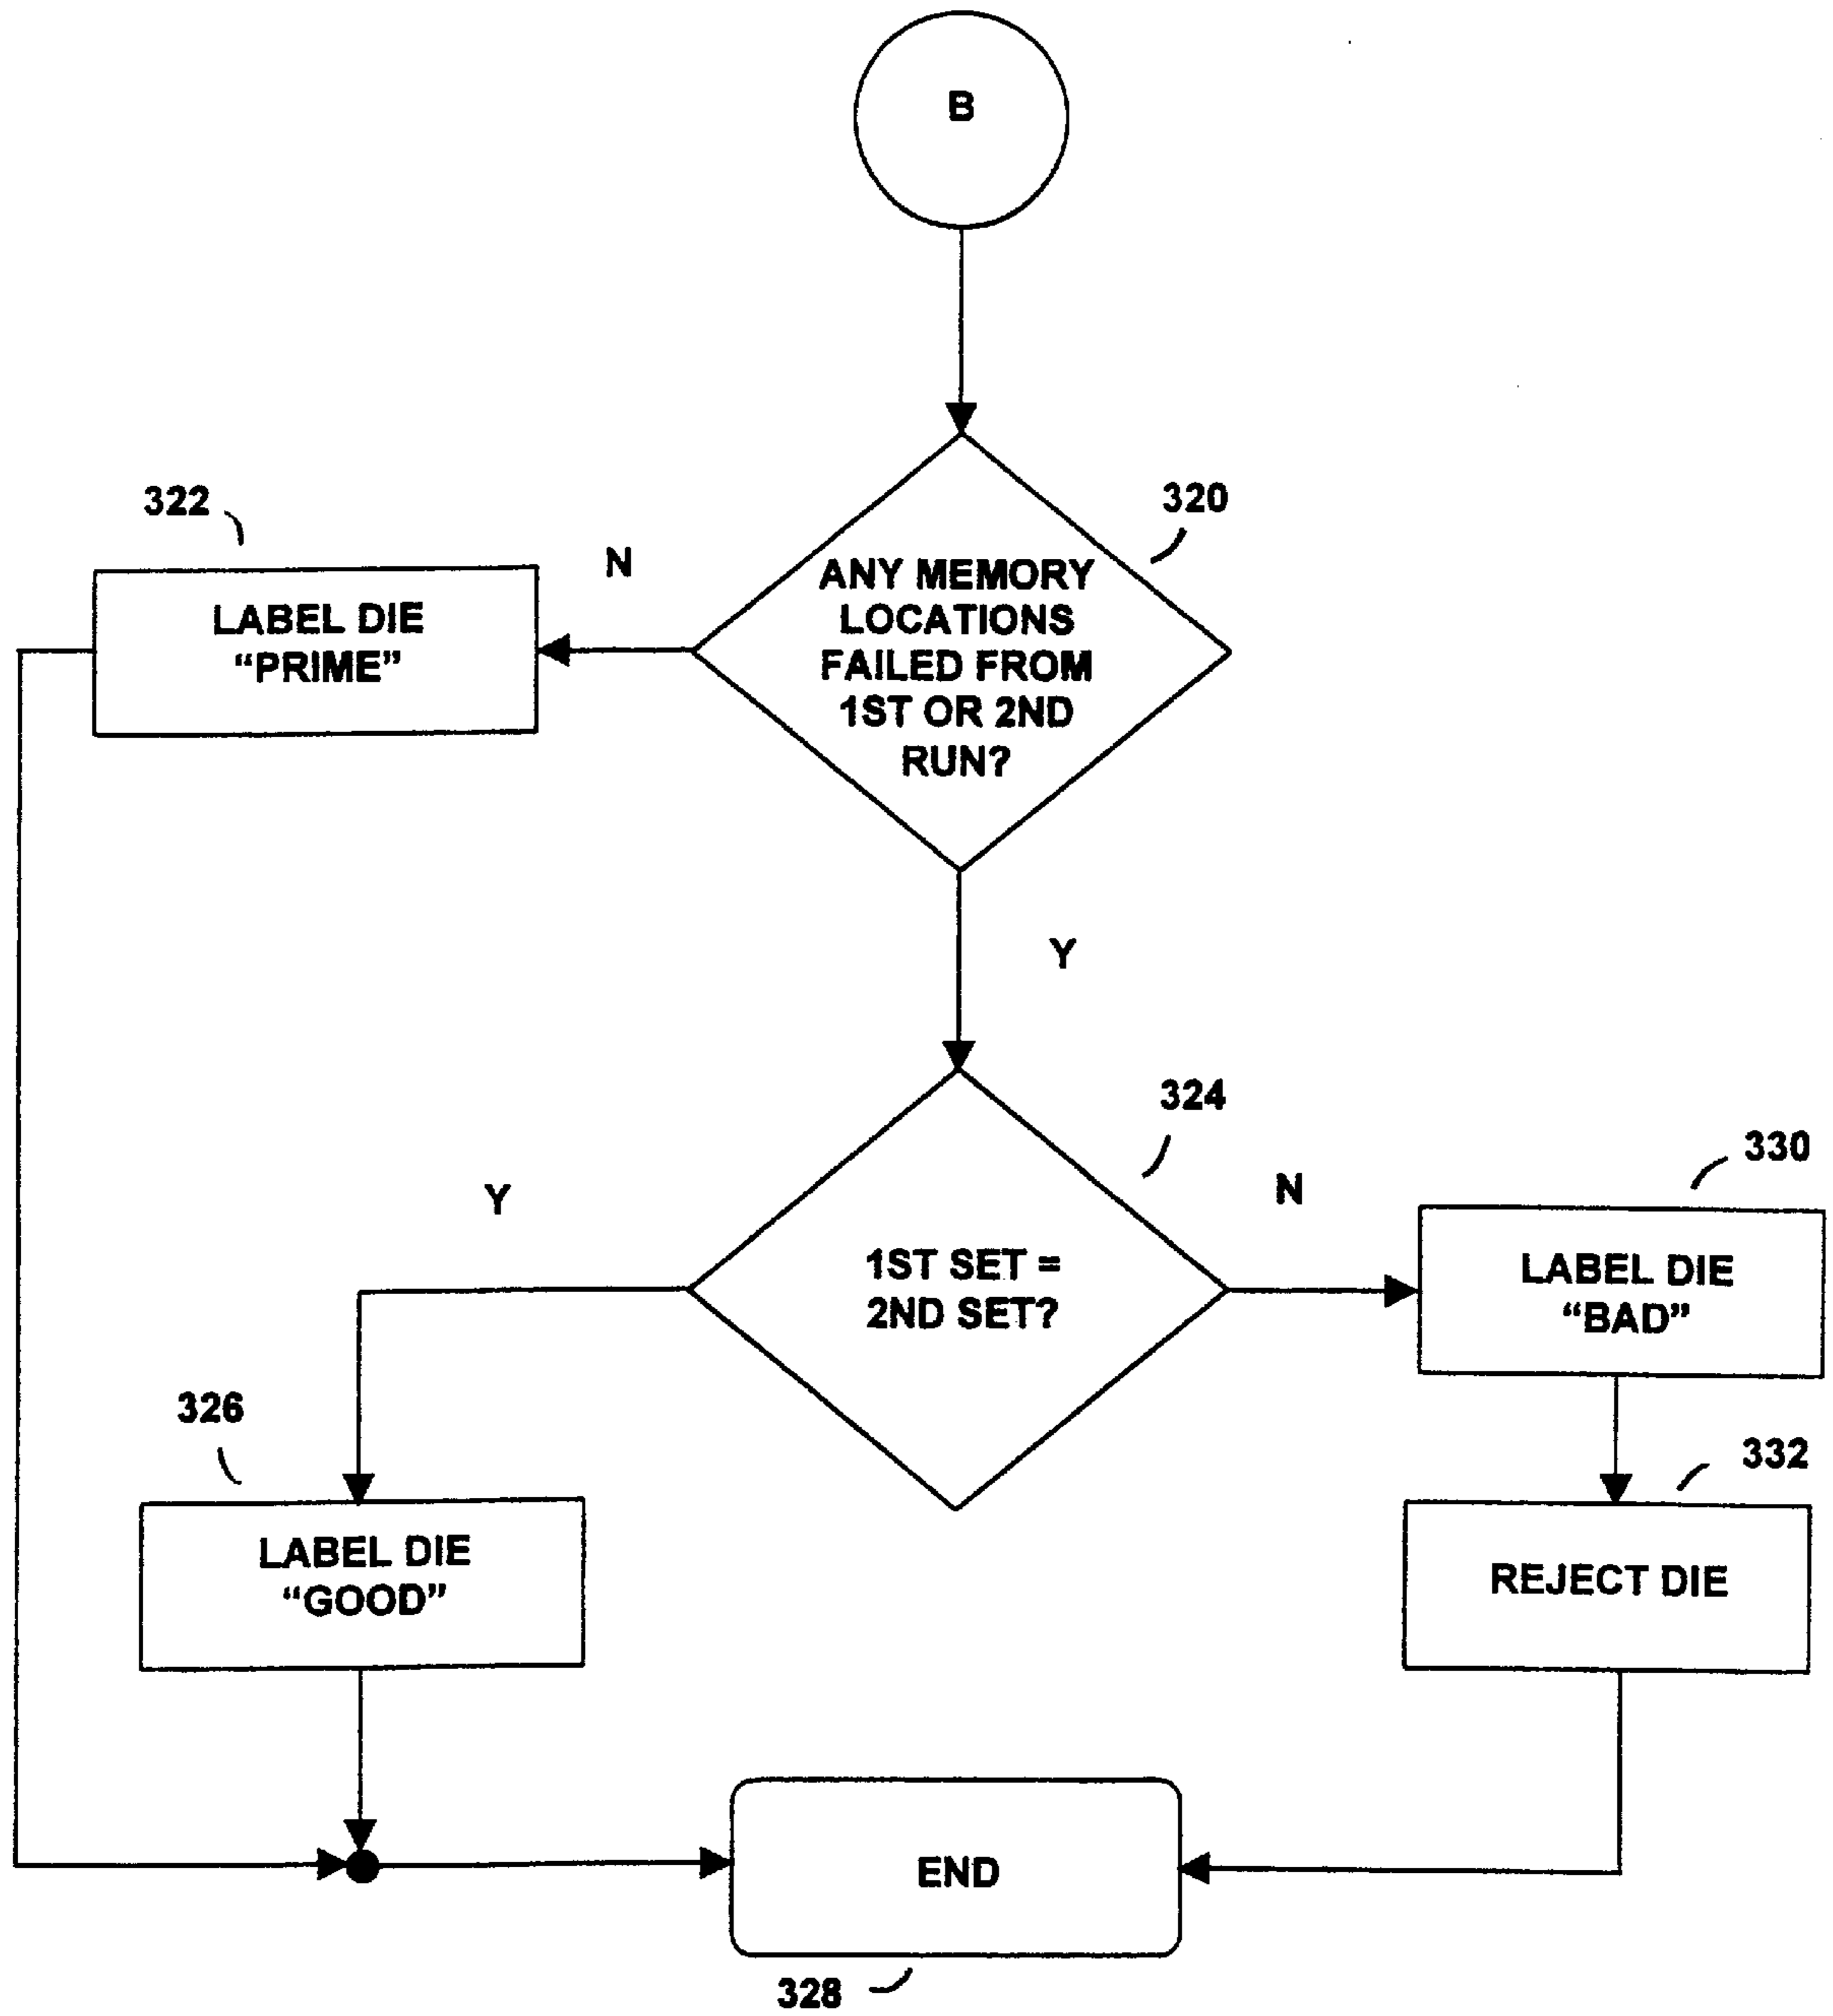 B
322
320
N
ANY MEMORY
LOCATIONS
FAILED FROM
1ST OR 2ND
RUN?
LABEL DIE
“PRIME”
Y
324
330
Y
N
1ST SET =
2ND SET?
LABEL DIE
“BAD”
326
332
LABEL DIE
“GOOD”
REJECT DIE
END
328